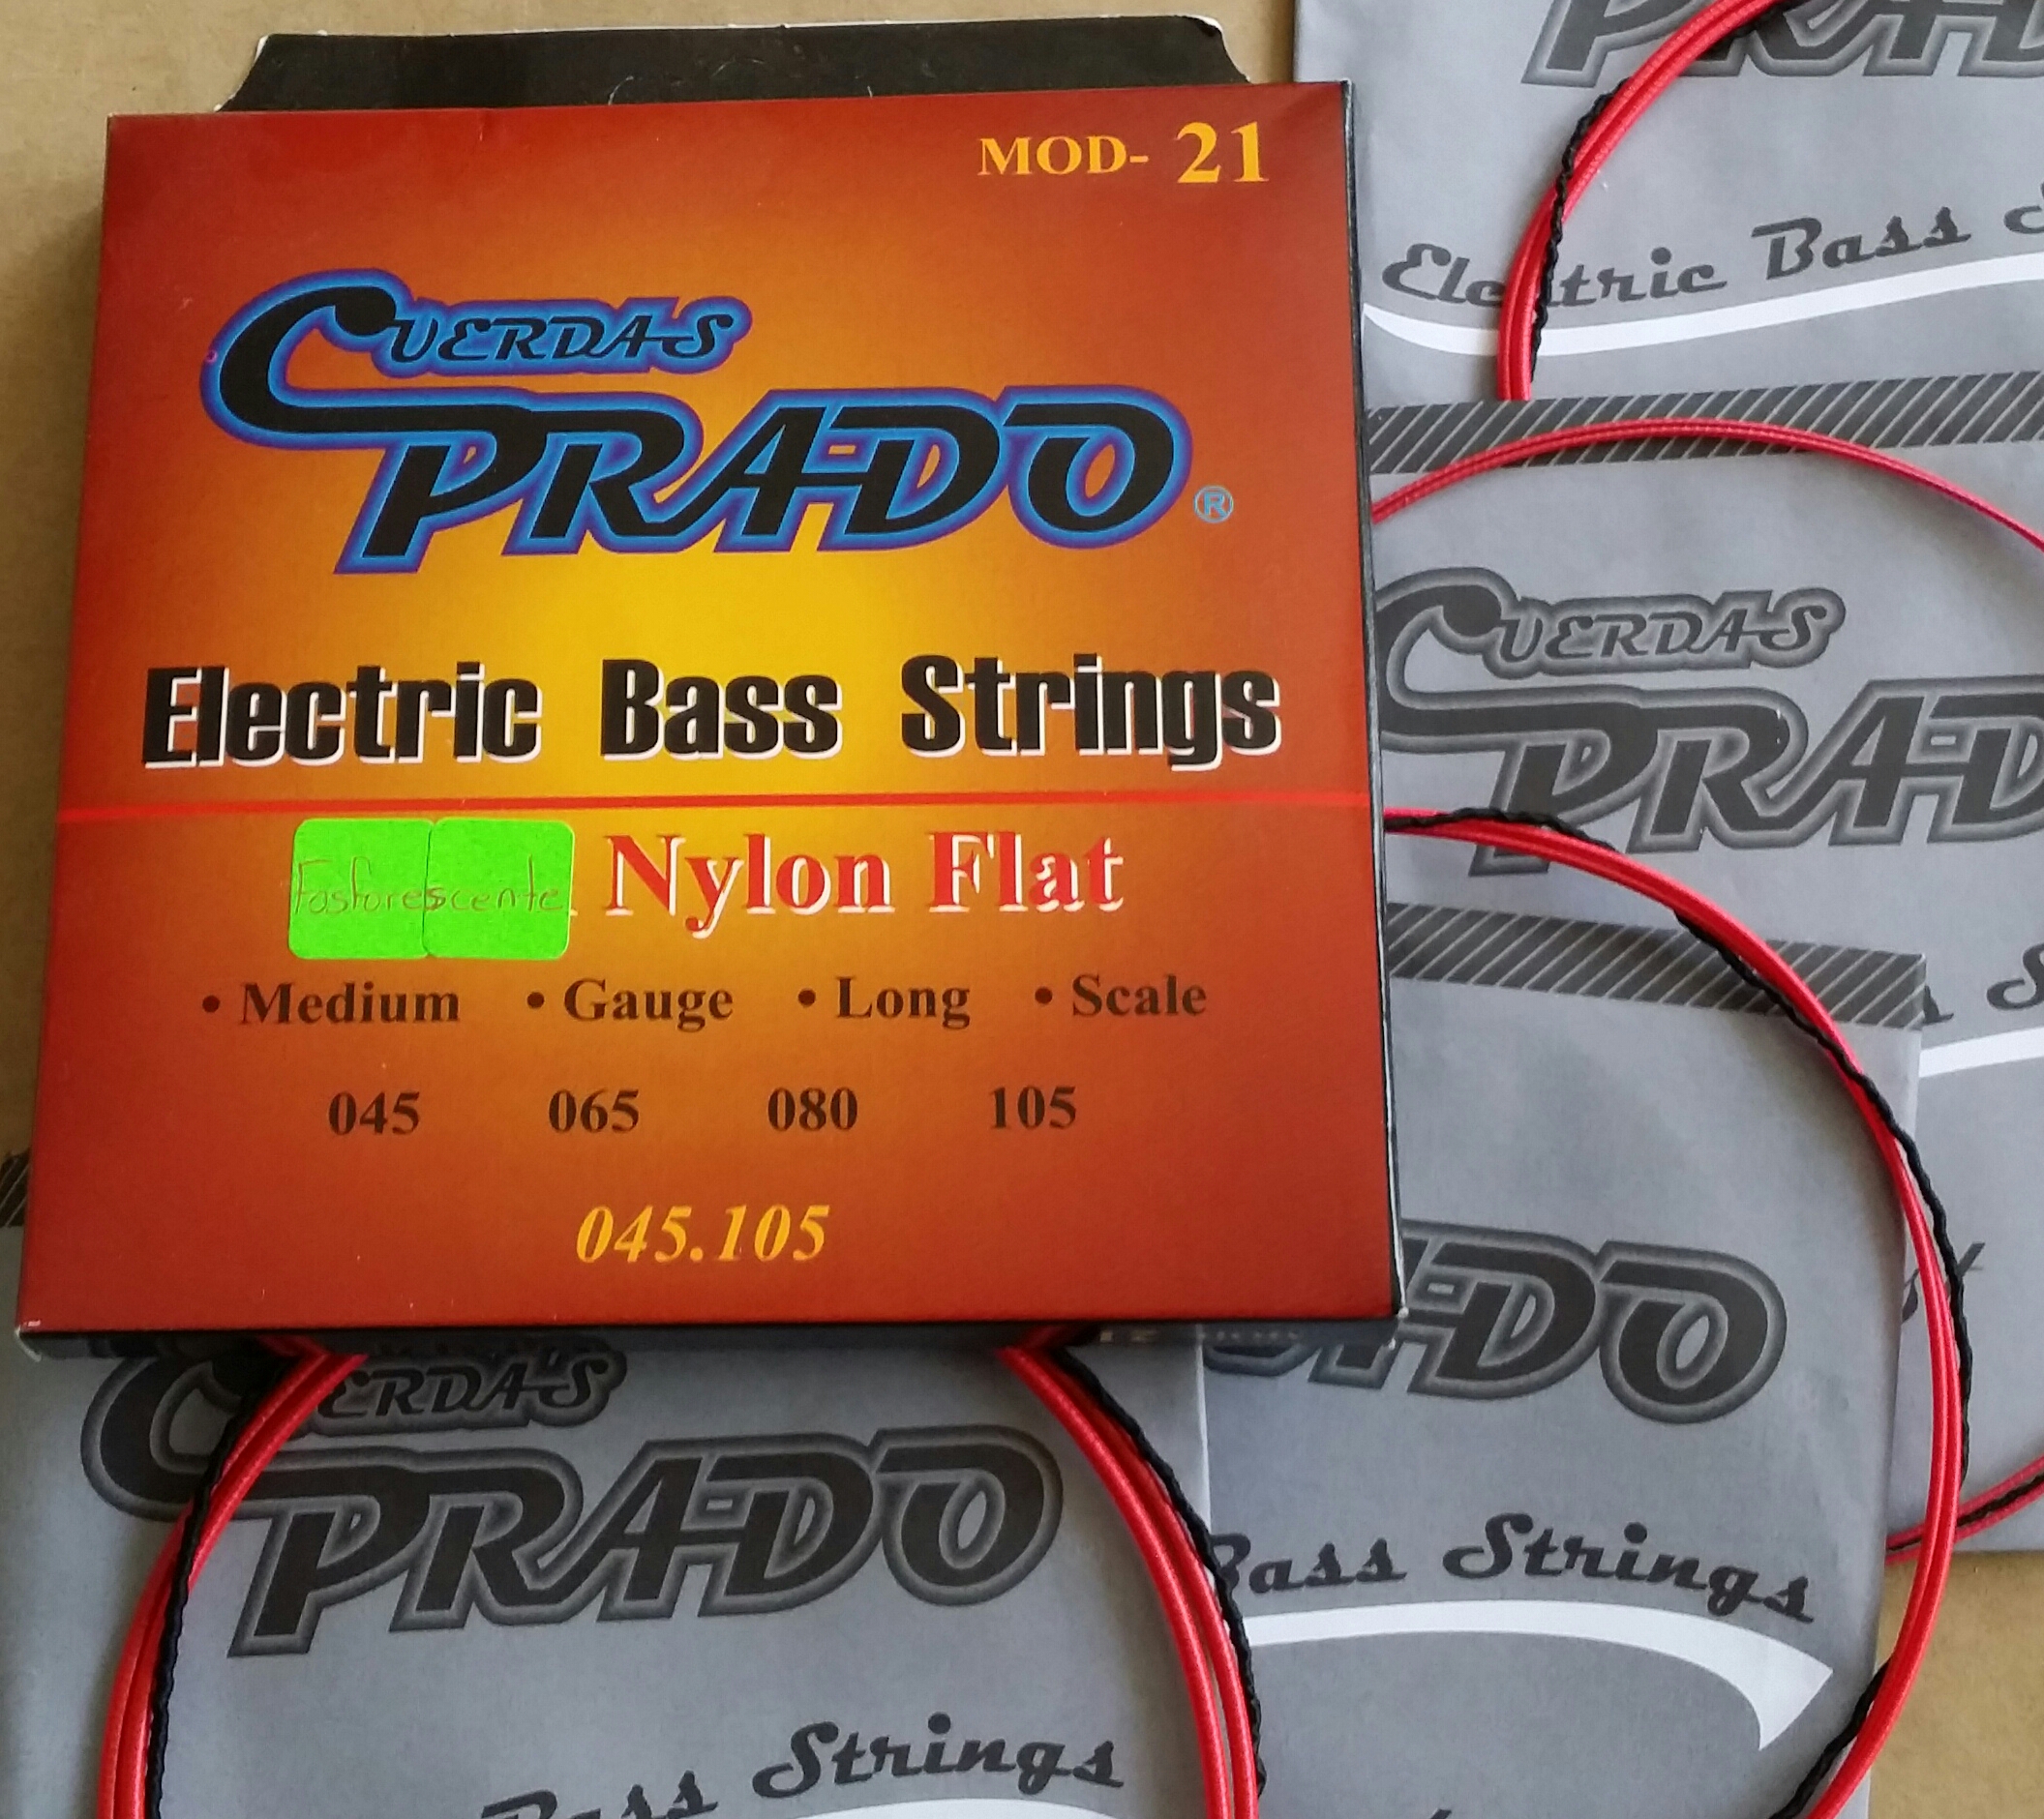 MOD- 21
CUERDAS
PRADO ®
Electric Bass Strings
Fosforescente
Nylon Flat
• Medium • Gauge • Long • Scale
045 065 080 105
045.105
Electric Bass
CUERDAS
PRADO
Bass Strings
CUERDAS
PRADO
Bass Strings